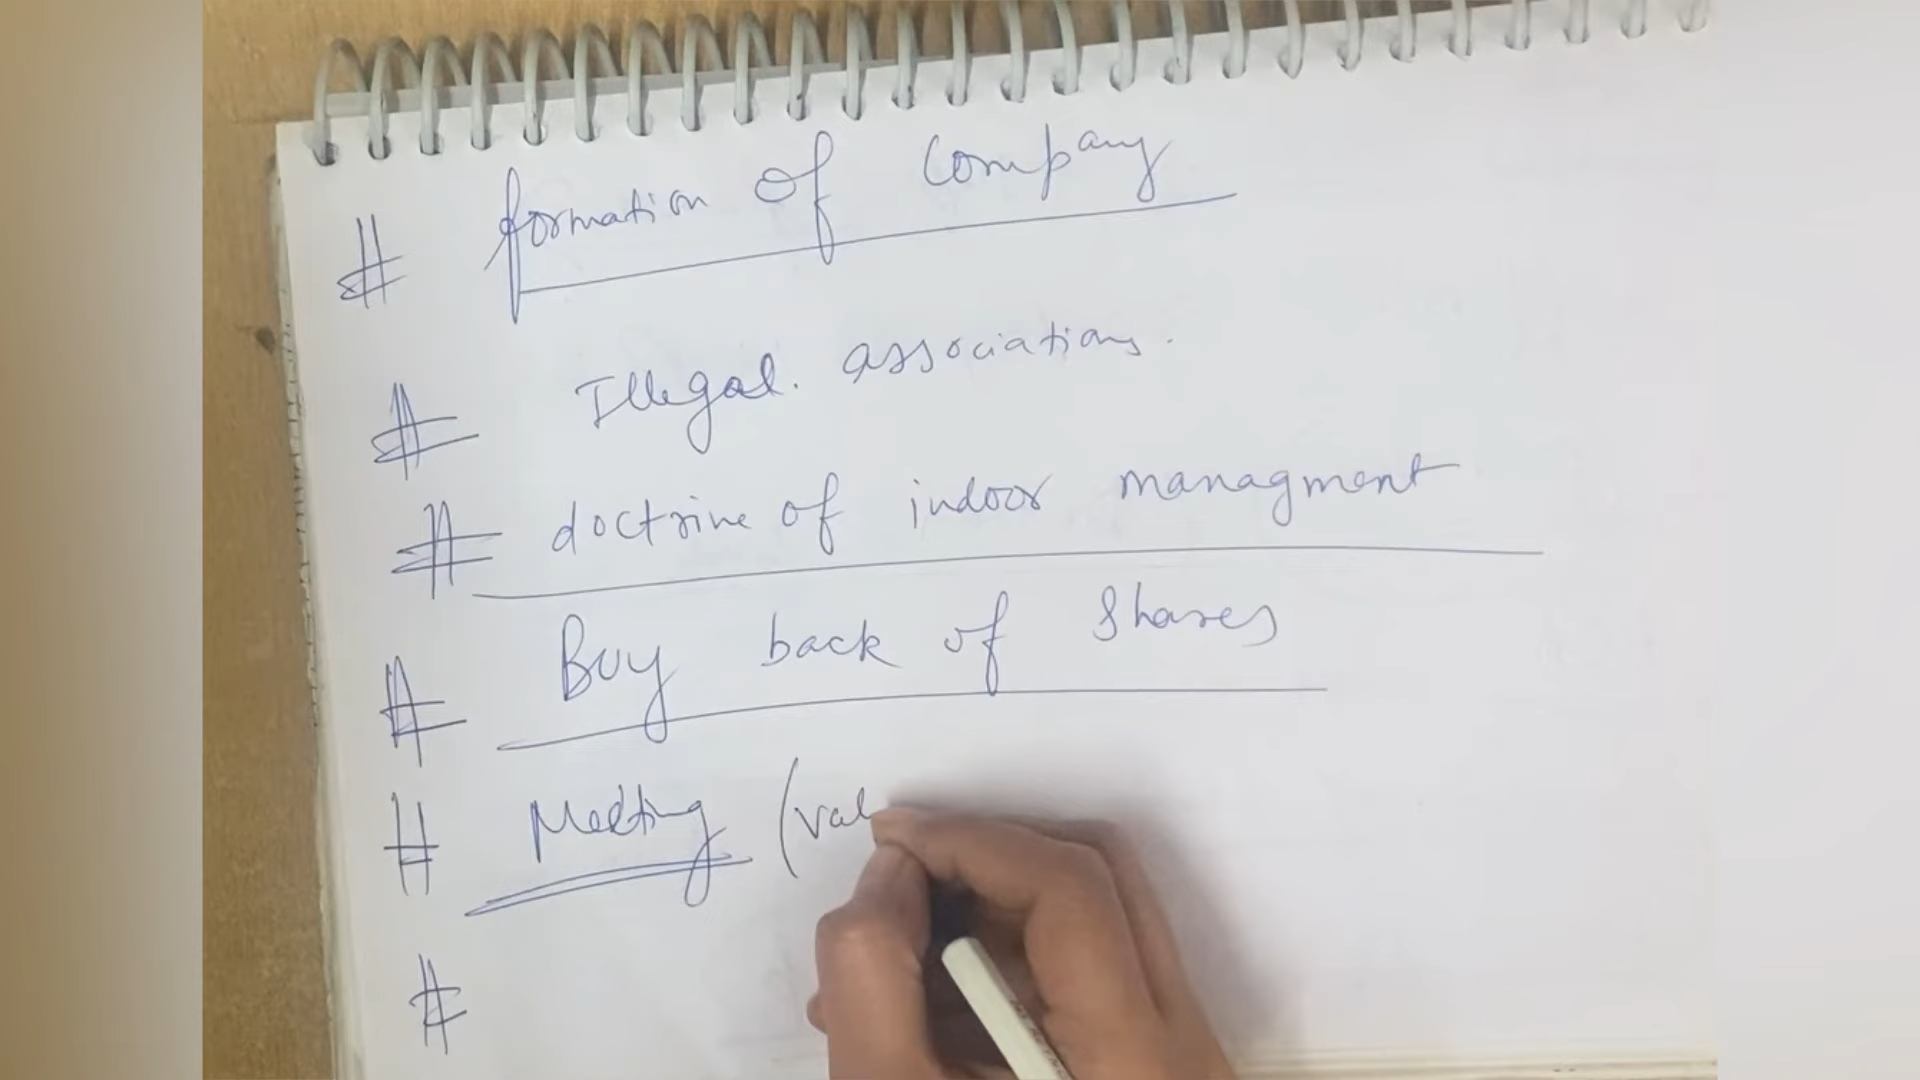 # formation of Company
# Illegal. associations.
# doctrine of indoor managment
# Buy back of Shares
# Meeting (val
#